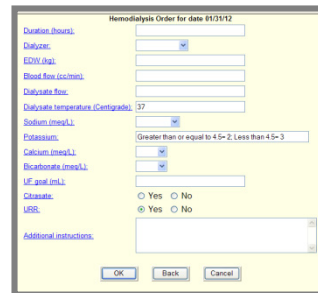 Hemodialysis Order for date 01/31/12
Duration (hours):
Dialyzer:
EDW (kg):
Blood flow (cc/min):
Dialysate flow:
Dialysate temperature (Centigrade): 37
Sodium (meq/L):
Potassium: Greater than or equal to 4.5= 2; Less than 4.5= 3
Calcium (meq/L):
Bicarbonate (meq/L):
UF goal (mL):
Citrasate: Yes No
URR: Yes No
Additional instructions:
OK Back Cancel